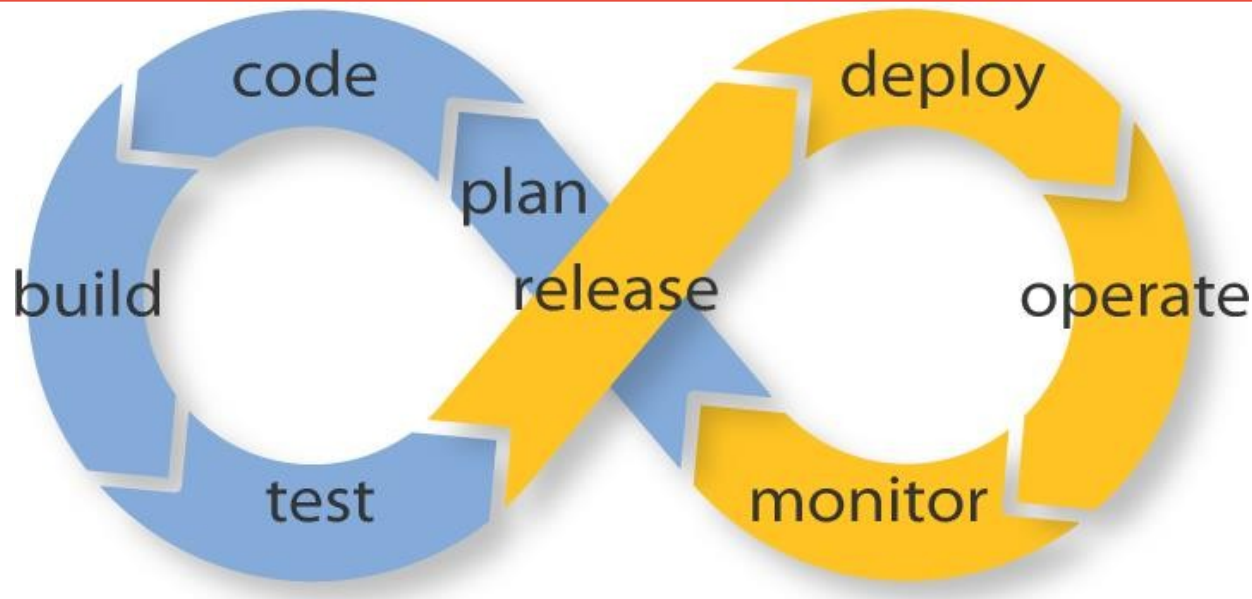 code
deploy
plan
release
build
operate
test
monitor